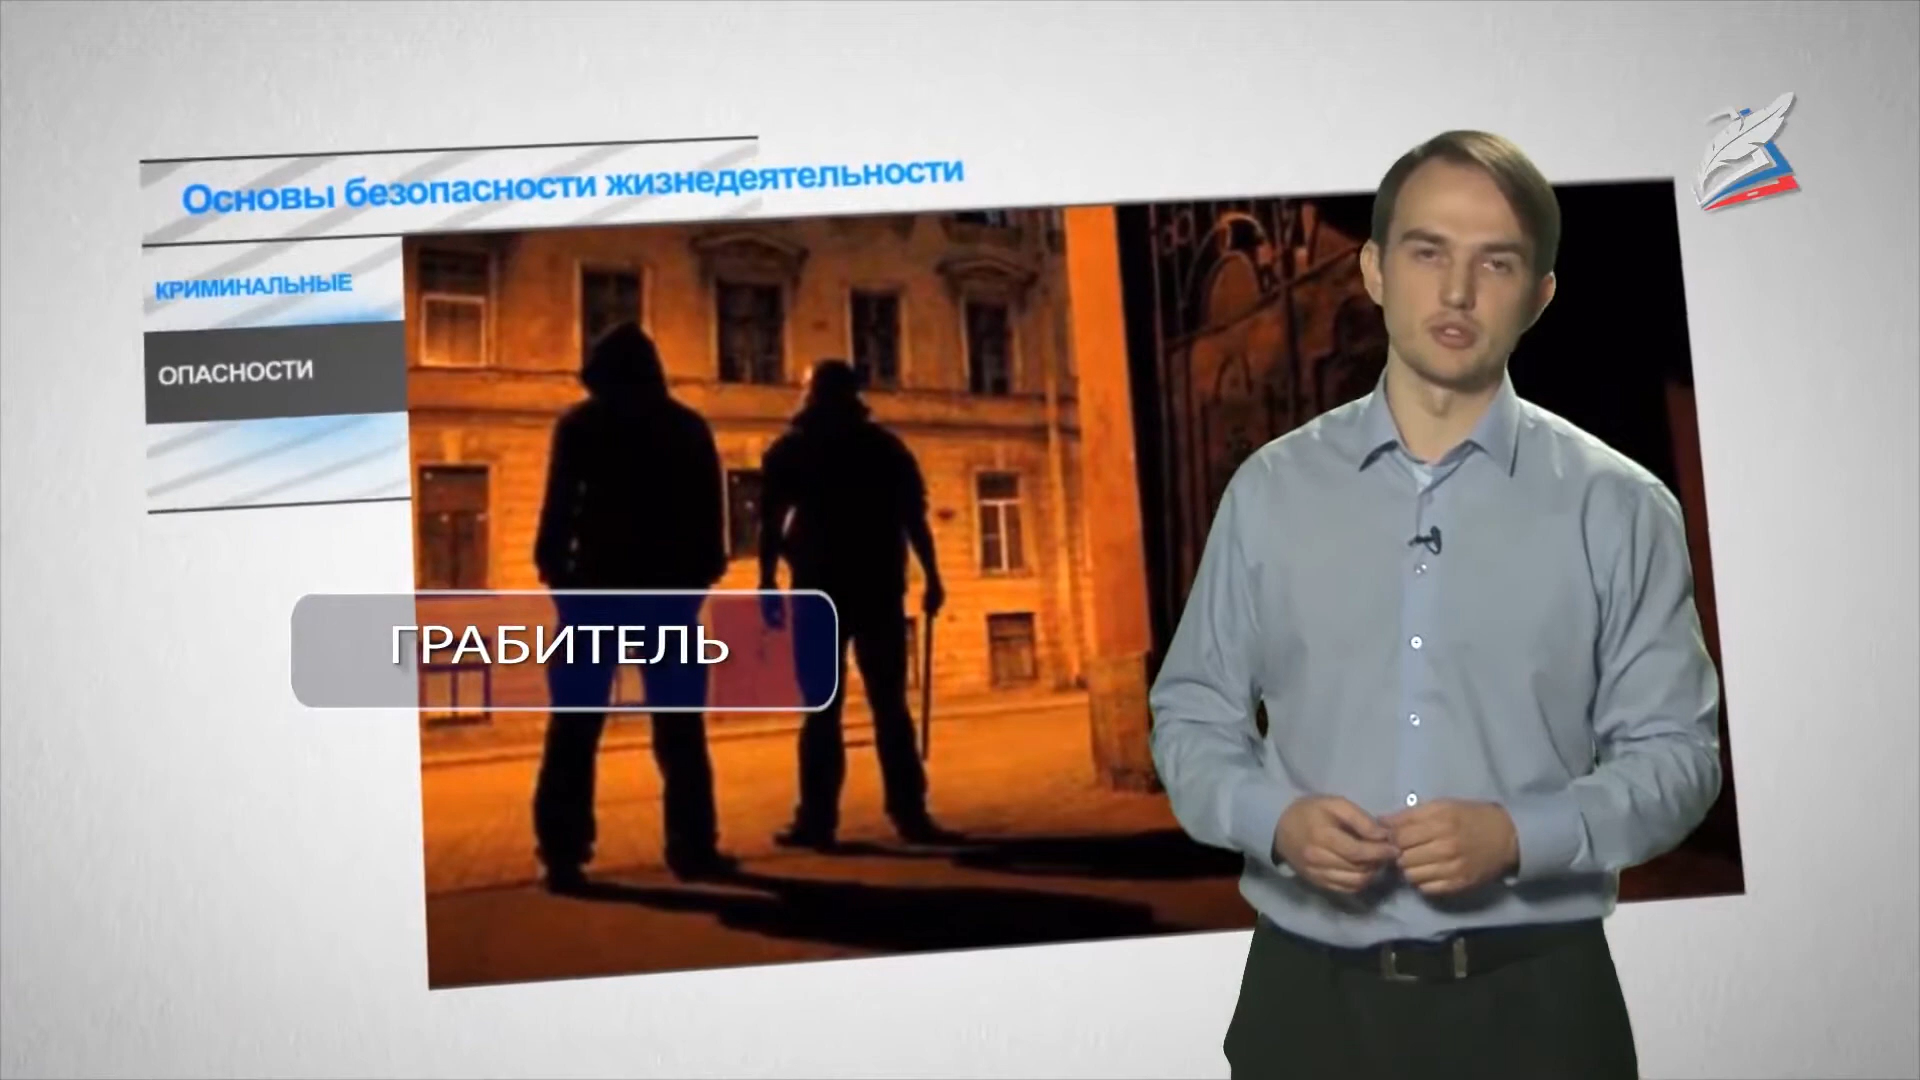 Основы безопасности жизнедеятельности
КРИМИНАЛЬНЫЕ
ОПАСНОСТИ
ГРАБИТЕЛЬ